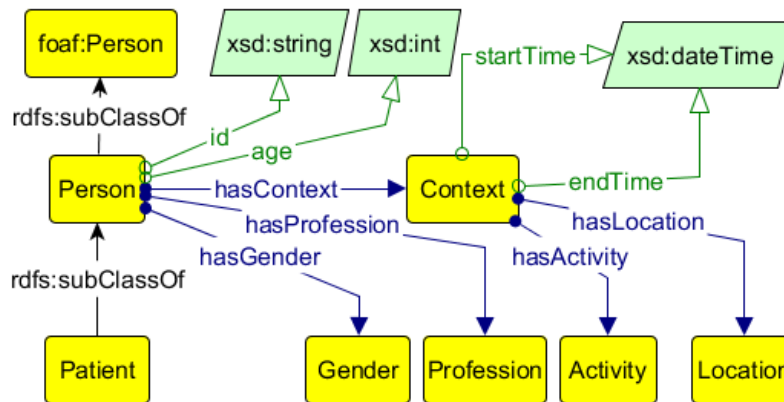 foaf:Person
xsd:string
xsd:int
startTime
xsd:dateTime
rdfs:subClassOf
id
age
Person
hasContext
Context
endTime
hasProfession
hasLocation
hasGender
hasActivity
rdfs:subClassOf
Patient
Gender
Profession
Activity
Location